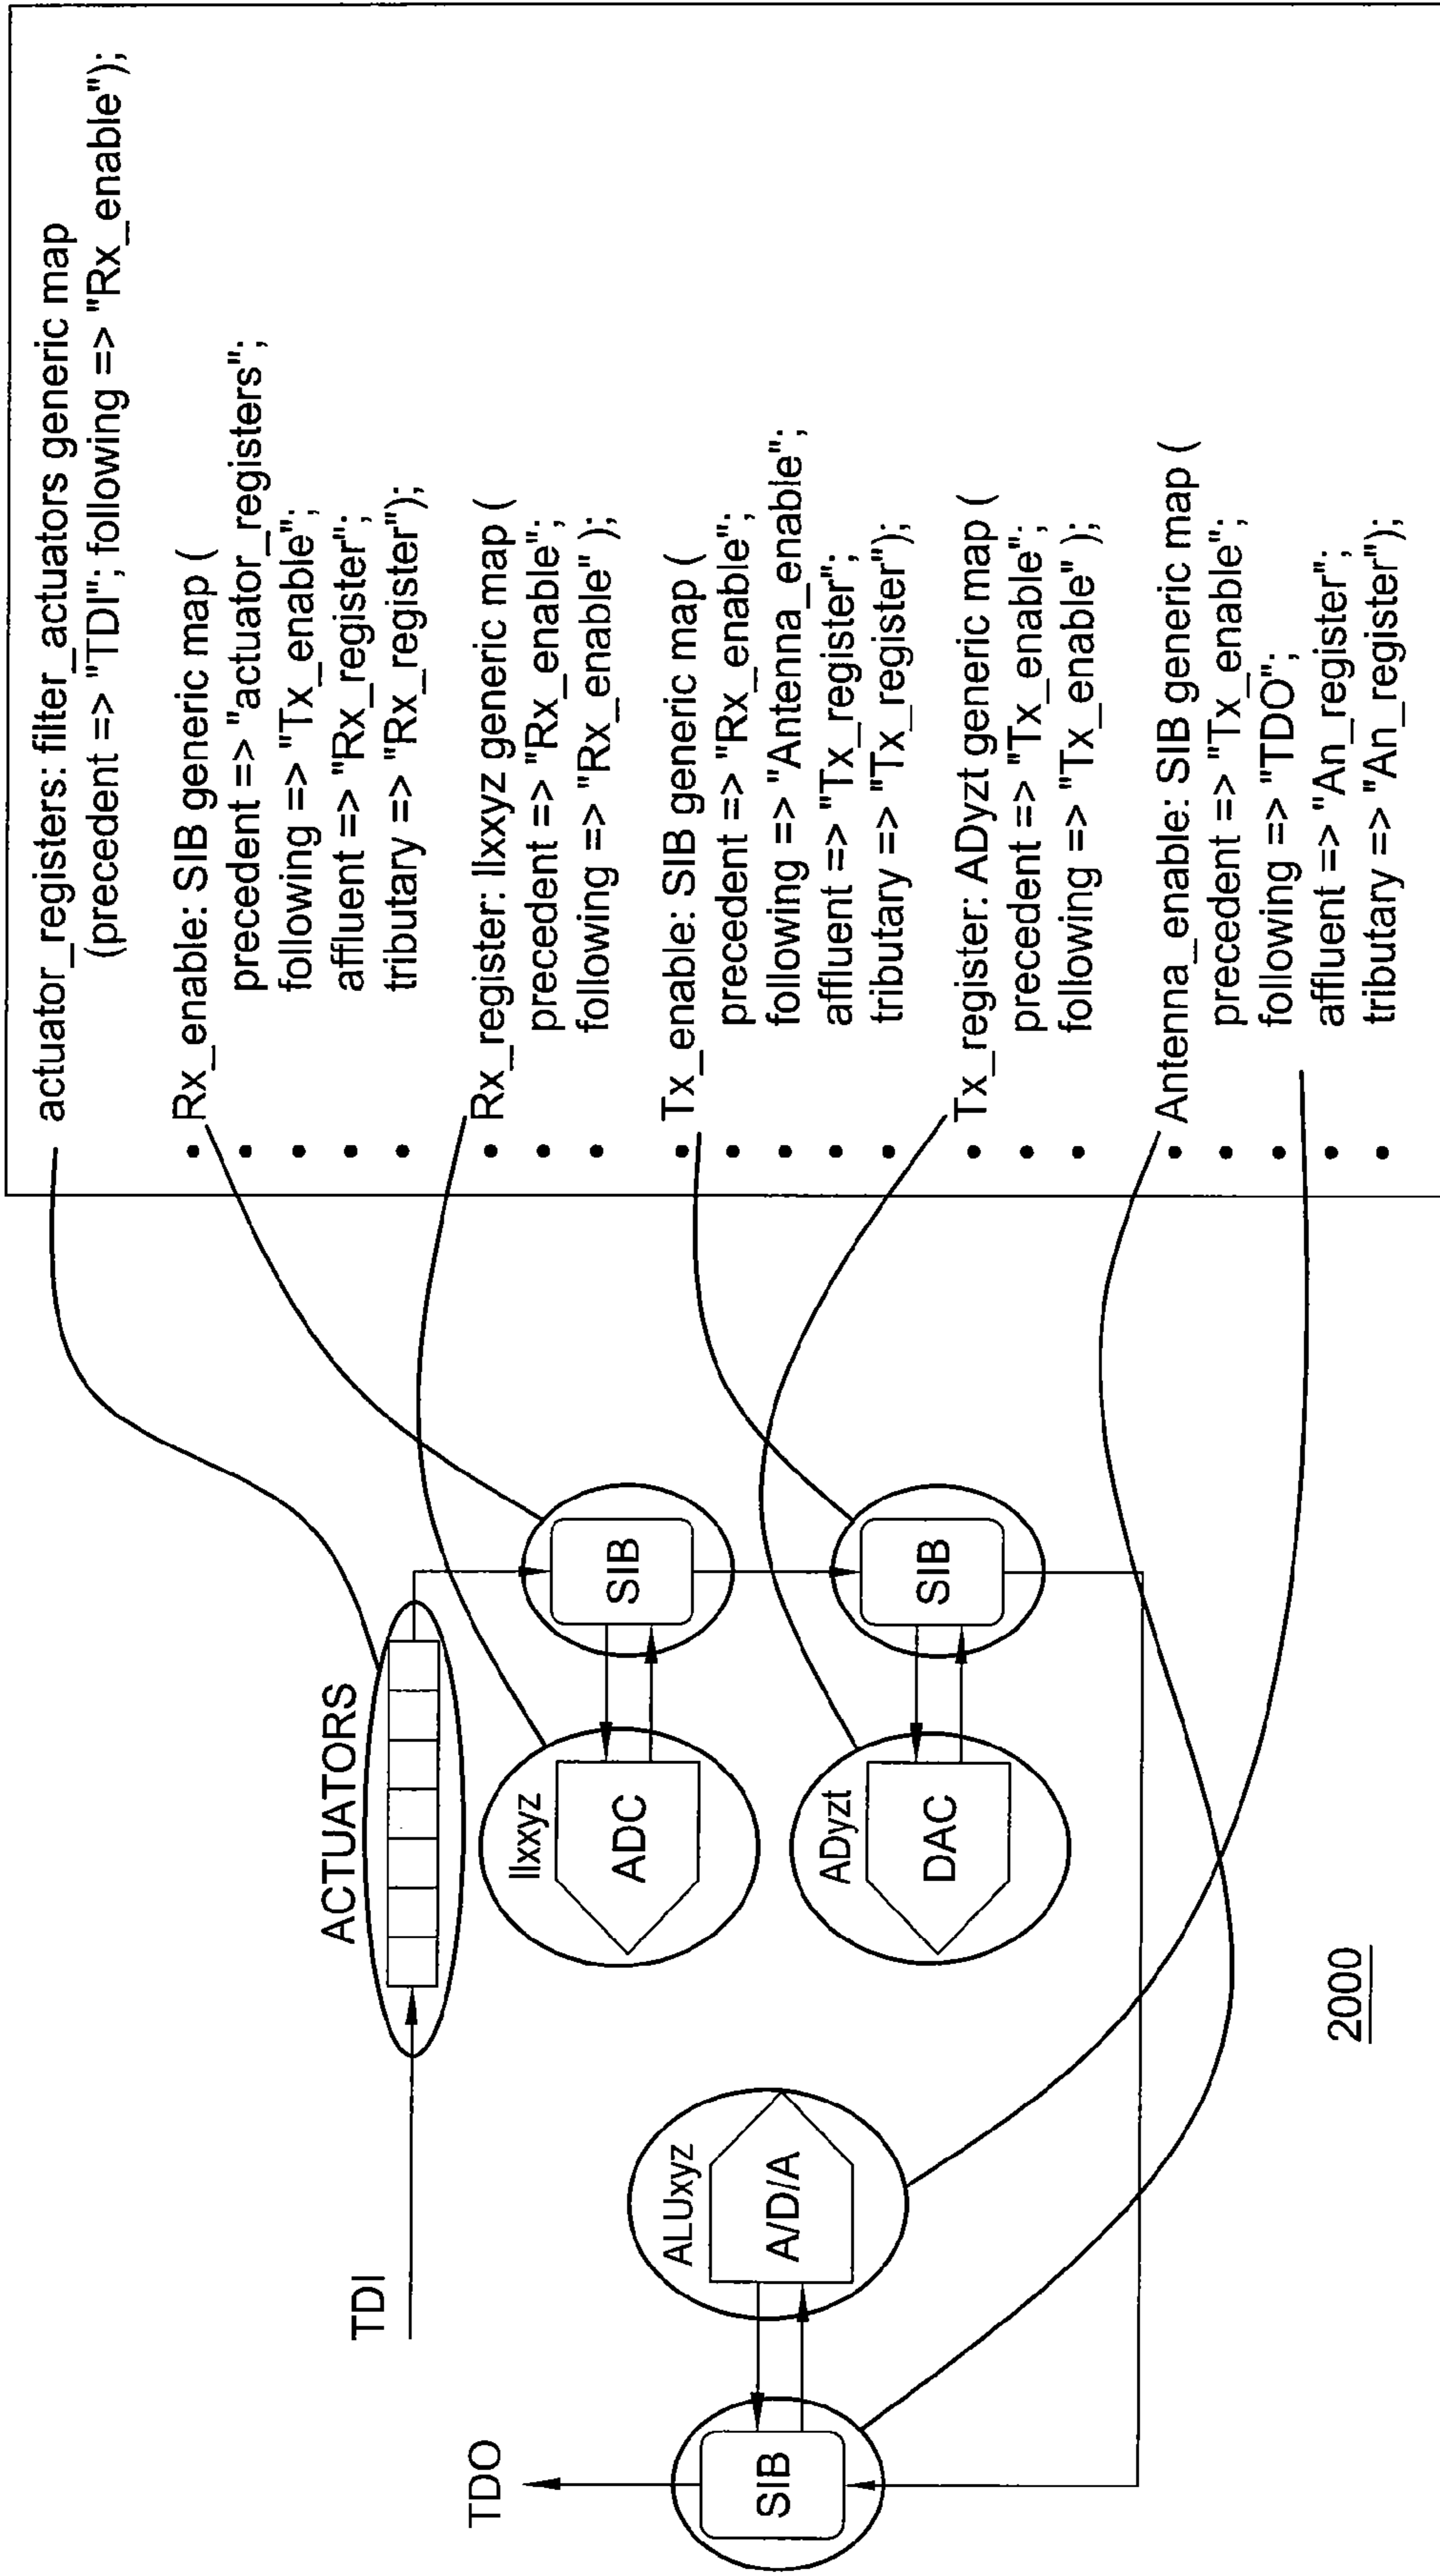 TDO
SIB
TDI
ALUxyz
A/D/A
ACTUATORS
llxxyz
ADC
SIB
ADyzt
DAC
SIB
2000
actuator_registers: filter_actuators generic map
(precedent => "TDI"; following => "Rx_enable");
• Rx_enable: SIB generic map (
• precedent => "actuator_registers";
• following => "Tx_enable";
• affluent => "Rx_register";
• tributary => "Rx_register");
• Rx_register: llxxyz generic map (
• precedent => "Rx_enable";
• following => "Rx_enable" );
• Tx_enable: SIB generic map (
• precedent => "Rx_enable";
• following => "Antenna_enable";
• affluent => "Tx_register";
• tributary => "Tx_register");
• Tx_register: ADyzt generic map (
• precedent => "Tx_enable";
• following => "Tx_enable" );
• Antenna_enable: SIB generic map (
• precedent => "Tx_enable";
• following => "TDO";
• affluent => "An_register";
• tributary => "An_register");